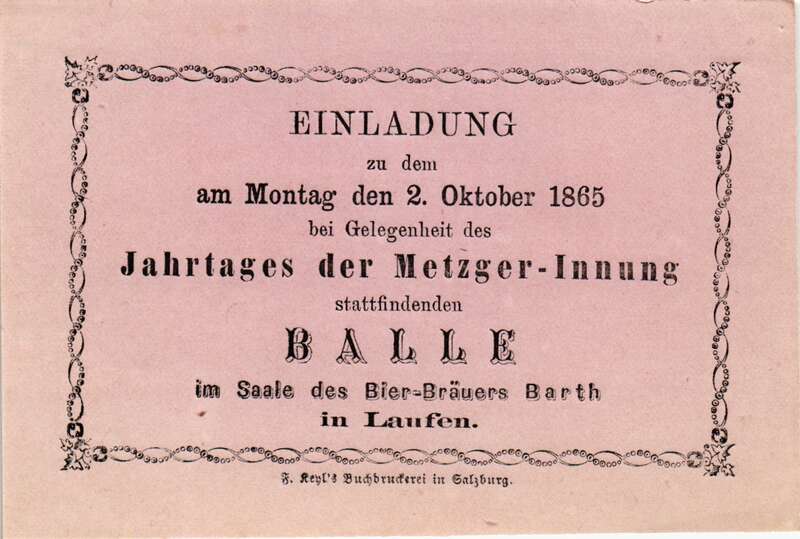 EINLADUNG
zu dem
am Montag den 2. Oktober 1865
bei Gelegenheit des
Jahrtages der Metzger-Innung
stattfindenden
BALLE
im Saale des Bier-Bräuers Barth
in Laufen.
F. Keyl's Buchdruckerei in Salzburg.